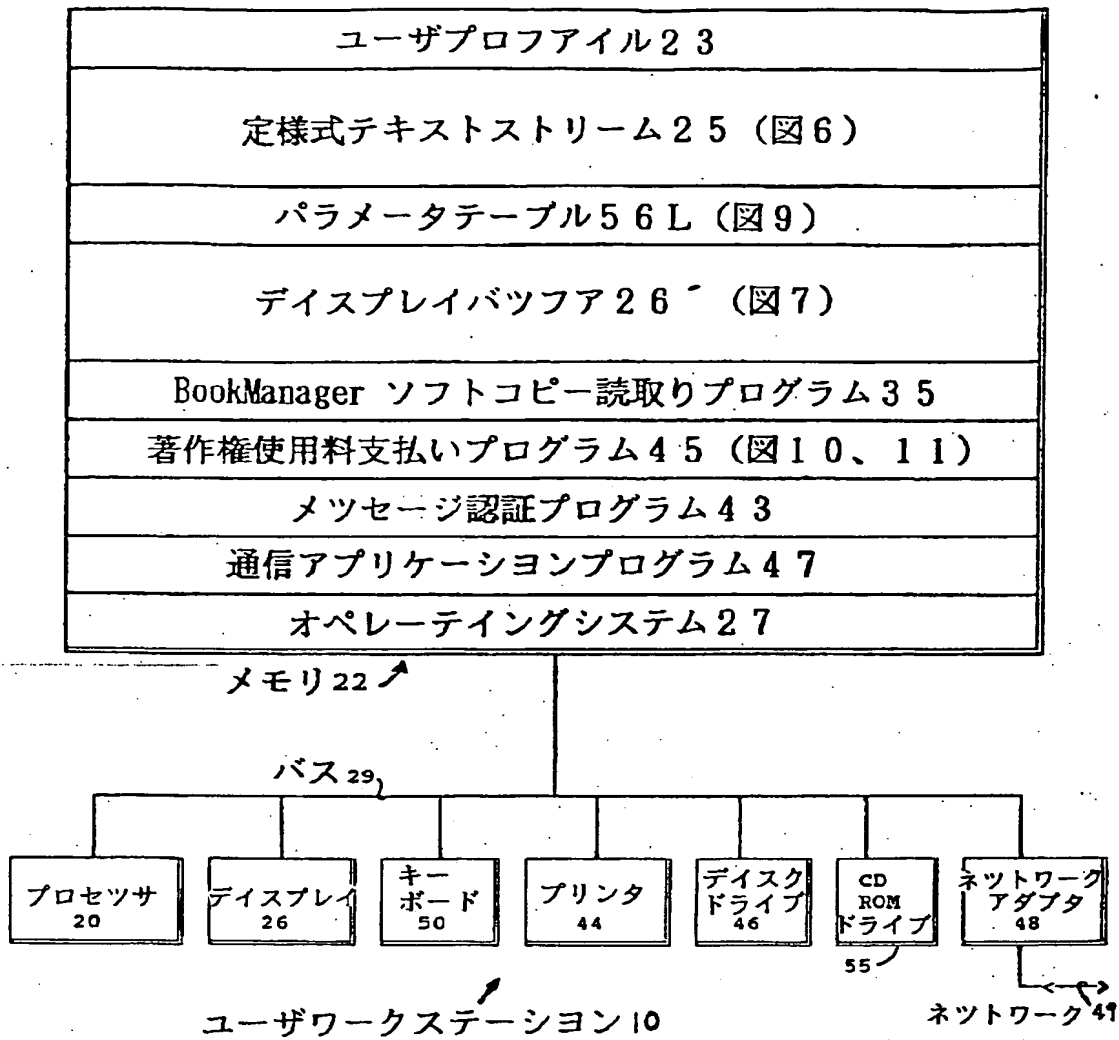 ユーザプロフアイル23
定様式テキストストリーム25(図6)
パラメータテーブル56L(図9)
デイスプレイバツフア26′(図7)
BookManager ソフトコピー読取りプログラム35
著作権使用料支払いプログラム45(図10、11)
メツセージ認証プログラム43
通信アプリケーシヨンプログラム47
オペレーテイングシステム27
メモリ22
バス29
プロセツサ
20
デイスプレイ
26
キー
ボード
50
プリンタ
44
デイスク
ドライブ
46
CD
ROM
ドライブ
55
ネツトワーク
アダプタ
48
ユーザワークステーシヨン10
ネツトワーク49